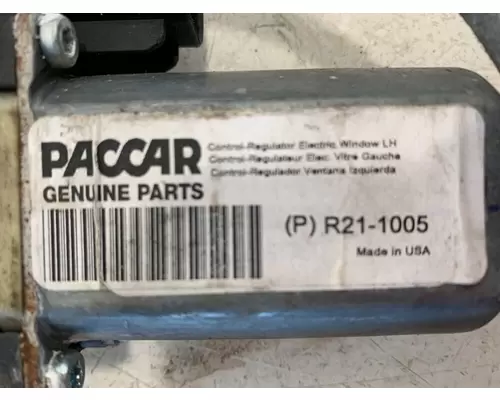 PACCAR
GENUINE PARTS
Control-Regulator Electric, Window LH
Control-Regulateur Elec. Vitre Gauche
Control-Regulador Ventana Izquierda
(P) R21-1005
Made in USA